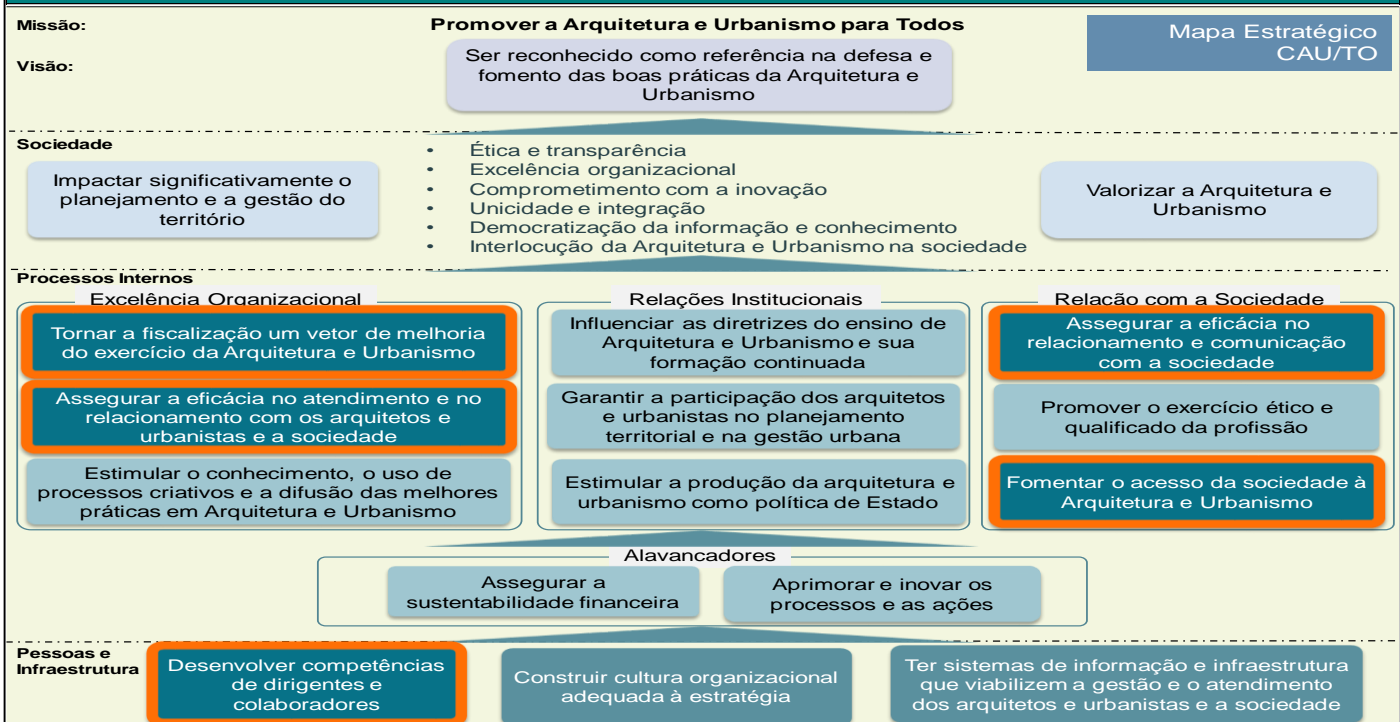 Missão:
Promover a Arquitetura e Urbanismo para Todos
Mapa Estratégico
CAU/TO
Visão:
Ser reconhecido como referência na defesa e
fomento das boas práticas da Arquitetura e
Urbanismo
Sociedade
Impactar significativamente o
planejamento e a gestão do
território
• Ética e transparência
• Excelência organizacional
• Comprometimento com a inovação
• Unicidade e integração
• Democratização da informação e conhecimento
• Interlocução da Arquitetura e Urbanismo na sociedade
Valorizar a Arquitetura e
Urbanismo
Processos Internos
Excelência Organizacional
Tornar a fiscalização um vetor de melhoria
do exercício da Arquitetura e Urbanismo
Assegurar a eficácia no atendimento e no
relacionamento com os arquitetos e
urbanistas e a sociedade
Estimular o conhecimento, o uso de
processos criativos e a difusão das melhores
práticas em Arquitetura e Urbanismo
Relações Institucionais
Influenciar as diretrizes do ensino de
Arquitetura e Urbanismo e sua
formação continuada
Garantir a participação dos arquitetos
e urbanistas no planejamento
territorial e na gestão urbana
Estimular a produção da arquitetura e
urbanismo como política de Estado
Relação com a Sociedade
Assegurar a eficácia no
relacionamento e comunicação
com a sociedade
Promover o exercício ético e
qualificado da profissão
Fomentar o acesso da sociedade à
Arquitetura e Urbanismo
Alavancadores
Assegurar a
sustentabilidade financeira
Aprimorar e inovar os
processos e as ações
Pessoas e
Infraestrutura
Desenvolver competências
de dirigentes e
colaboradores
Construir cultura organizacional
adequada à estratégia
Ter sistemas de informação e infraestrutura
que viabilizem a gestão e o atendimento
dos arquitetos e urbanistas e a sociedade